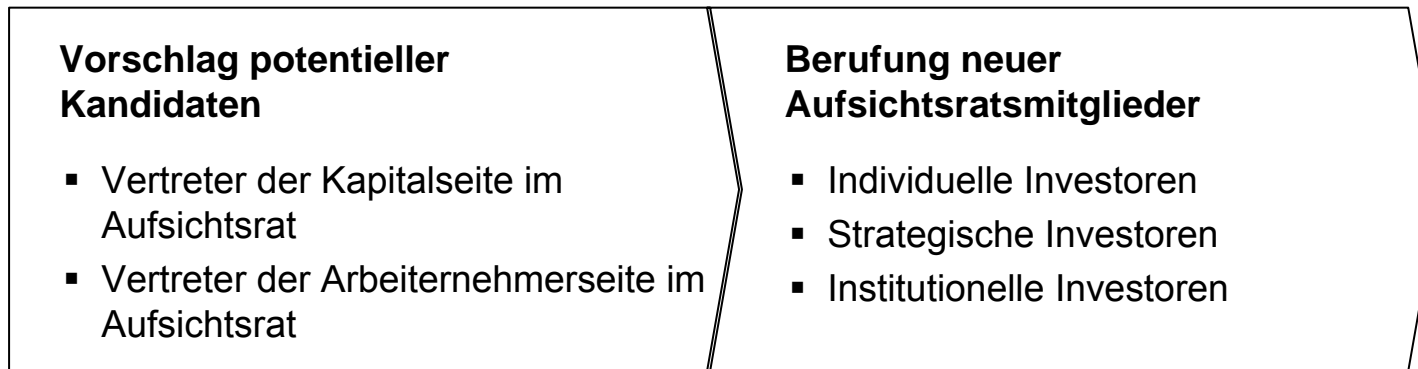 Vorschlag potentieller
Kandidaten
▪ Vertreter der Kapitalseite im
Aufsichtsrat
▪ Vertreter der Arbeiternehmerseite im
Aufsichtsrat
Berufung neuer
Aufsichtsratsmitglieder
▪ Individuelle Investoren
▪ Strategische Investoren
▪ Institutionelle Investoren